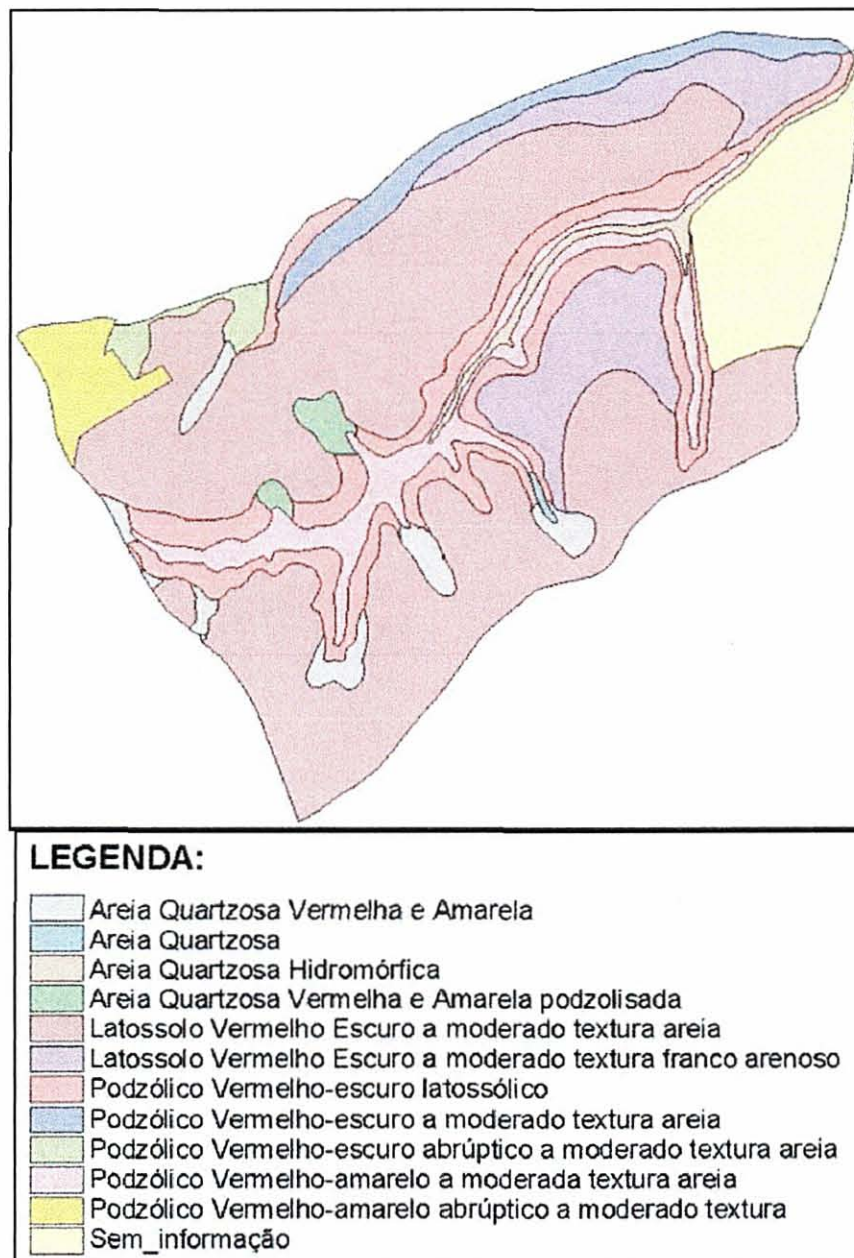 LEGENDA:
Areia Quartzosa Vermelha e Amarela
Areia Quartzosa
Areia Quartzosa Hidromórfica
Areia Quartzosa Vermelha e Amarela podzolisada
Latossolo Vermelho Escuro a moderado textura areia
Latossolo Vermelho Escuro a moderado textura franco arenoso
Podzólico Vermelho-escuro latossólico
Podzólico Vermelho-escuro a moderado textura areia
Podzólico Vermelho-escuro abrúptico a moderado textura areia
Podzólico Vermelho-amarelo a moderada textura areia
Podzólico Vermelho-amarelo abrúptico a moderado textura
Sem_informação